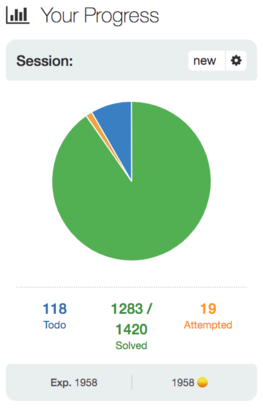 Your Progress
Session:
new
118
Todo
1283 /
1420
Solved
19
Attempted
Exp. 1958
1958